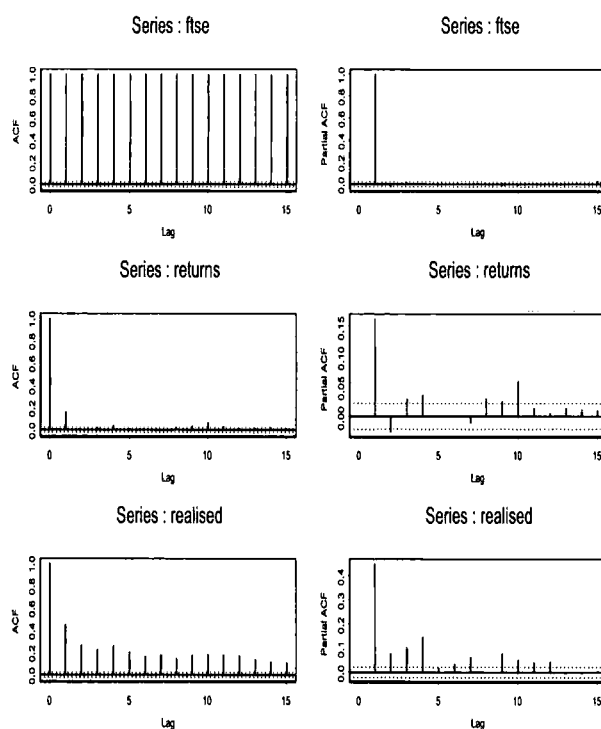 Series : ftse
ACF
0.0 0.2 0.4 0.6 0.8 1.0
0 5 10 15
Lag
Series : ftse
Partial ACF
0.0 0.2 0.4 0.6 0.8 1.0
0 5 10 15
Lag
Series : returns
ACF
0.0 0.2 0.4 0.6 0.8 1.0
0 5 10 15
Lag
Series : returns
Partial ACF
0.00 0.05 0.10 0.15
0 5 10 15
Lag
Series : realised
ACF
0.0 0.2 0.4 0.6 0.8 1.0
0 5 10 15
Lag
Series : realised
Partial ACF
0.0 0.1 0.2 0.3 0.4
0 5 10 15
Lag